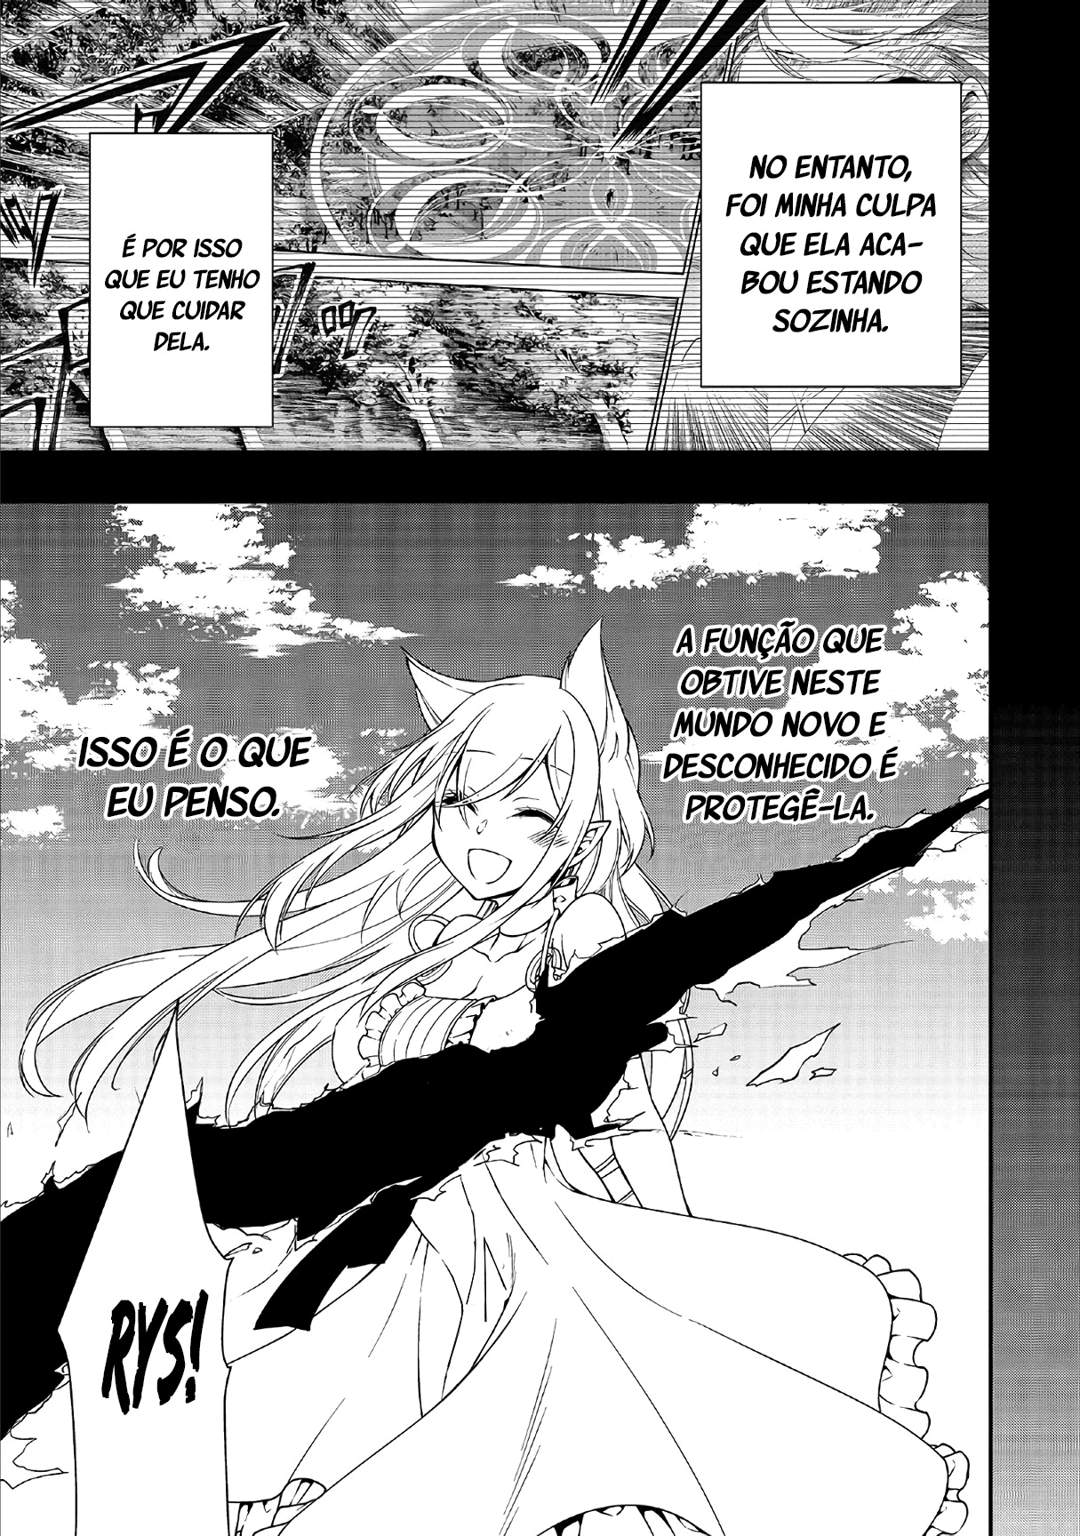 NO ENTANTO,
FOI MINHA CULPA
QUE ELA ACA-
BOU ESTANDO
SOZINHA.
É POR ISSO
QUE EU TENHO
QUE CUIDAR
DELA.
A FUNÇÃO QUE
OBTIVE NESTE
MUNDO NOVO E
DESCONHECIDO É
PROTEGÊ-LA.
ISSO É O QUE
EU PENSO.
RYS!